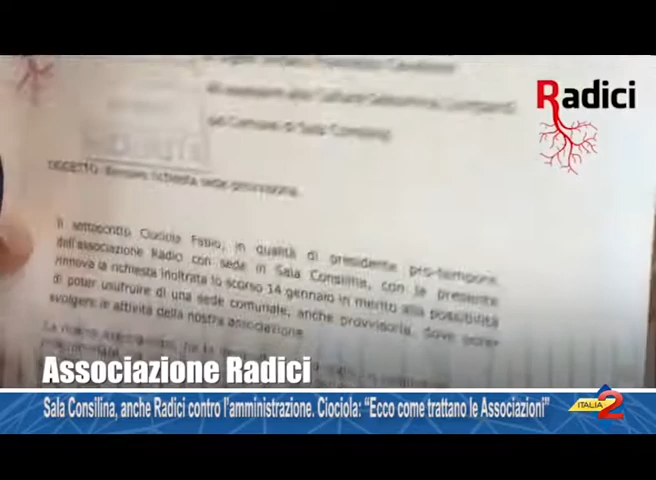 Radici
al Comune di Sala Consilina
OGGETTO: Rinnovo richiesta sede provvisoria.
Il sottoscritto Ciociola Fabio, in qualità di presidente pro-tempore
dell'associazione Radio con sede in Sala Consilina, con la presente
rinnova la richiesta inoltrata lo scorso 14 gennaio in merito alla possibilità
di poter usufruire di una sede comunale, anche provvisoria, dove poter
svolgere le attività della nostra associazione.
Associazione Radici
Sala Consilina, anche Radici contro l'amministrazione. Ciociola: “Ecco come trattano le Associazioni”
ITALIA 2